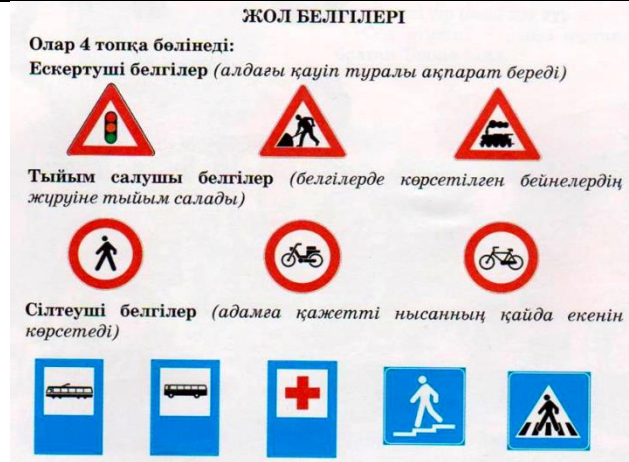 ЖОЛ БЕЛГІЛЕРІ
Олар 4 топқа бөлінеді:
Ескертуші белгілер (алдағы қауіп туралы ақпарат береді)
Тыйым салушы белгілер (белгілерде көрсетілген бейнелердің
жүруіне тыйым салады)
Сілтеуші белгілер (адамға қажетті нысанның қайда екенін
көрсетеді)